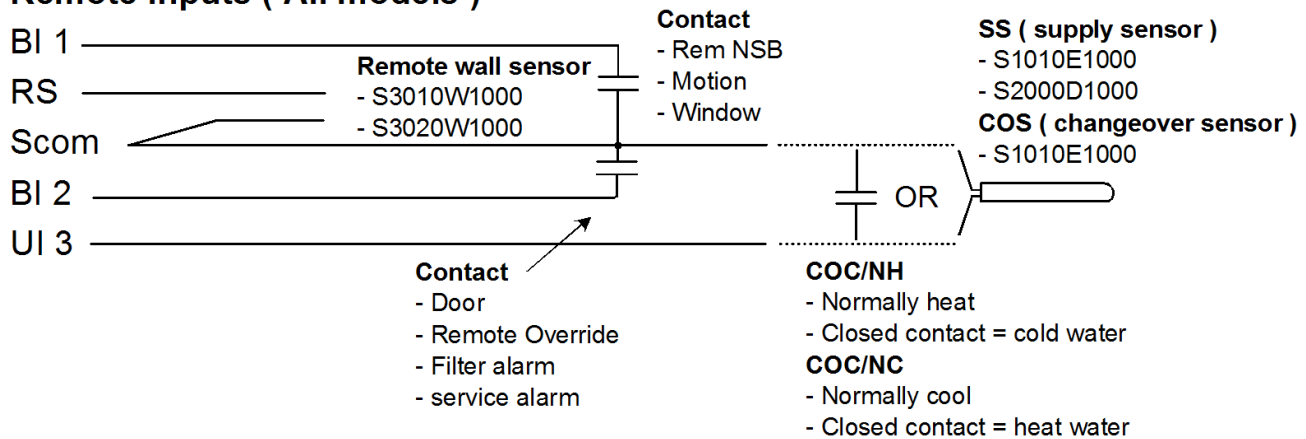 Remote inputs ( All models )
BI 1
RS
Scom
BI 2
UI 3
Remote wall sensor
- S3010W1000
- S3020W1000
Contact
- Rem NSB
- Motion
- Window
SS ( supply sensor )
- S1010E1000
- S2000D1000
COS ( changeover sensor )
- S1010E1000
OR
Contact
- Door
- Remote Override
- Filter alarm
- service alarm
COC/NH
- Normally heat
- Closed contact = cold water
COC/NC
- Normally cool
- Closed contact = heat water